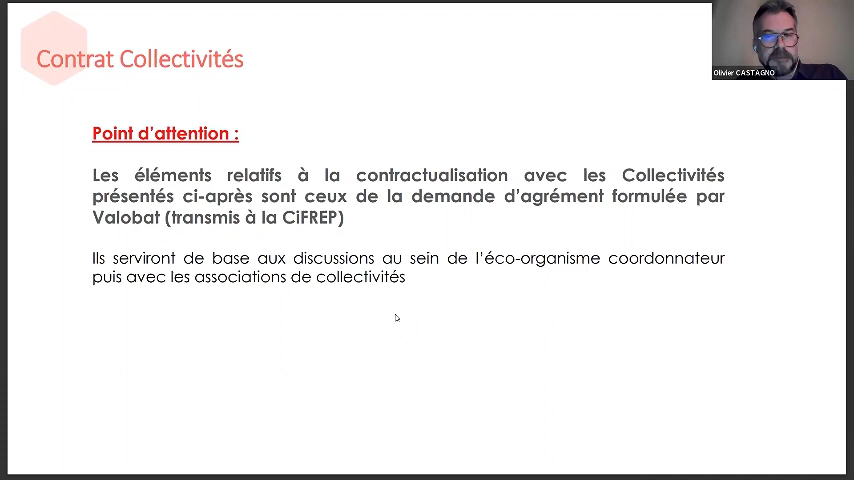 Contrat Collectivités
Olivier CASTAGNO
Point d'attention :
Les éléments relatifs à la contractualisation avec les Collectivités
présentés ci-après sont ceux de la demande d'agrément formulée par
Valobat (transmis à la CiFREP)
Ils serviront de base aux discussions au sein de l'éco-organisme coordonnateur
puis avec les associations de collectivités